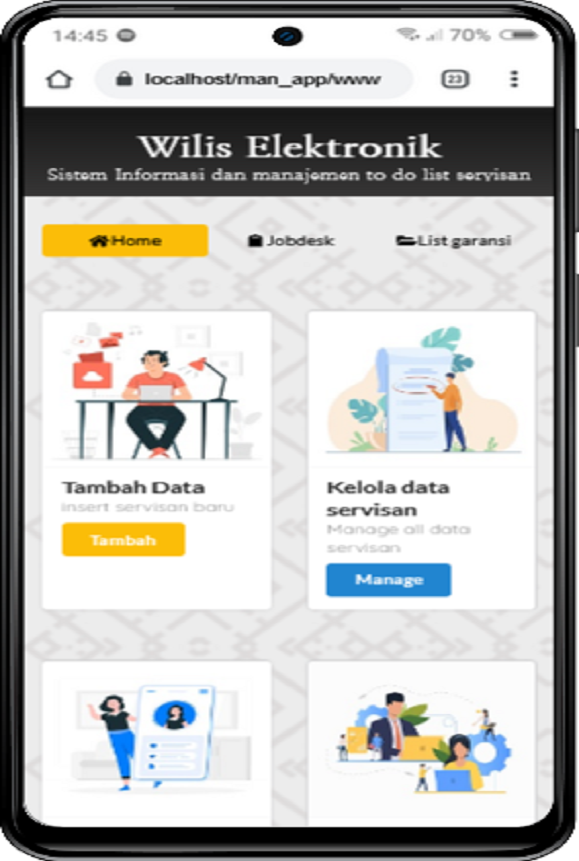 14:45
70%
localhost/man_app/www
23
Wilis Elektronik
Sistem Informasi dan manajemen to do list servisan
Home
Jobdesk
List garansi
Tambah Data
insert servisan baru
Tambah
Kelola data
servisan
Manage all data
servisan
Manage